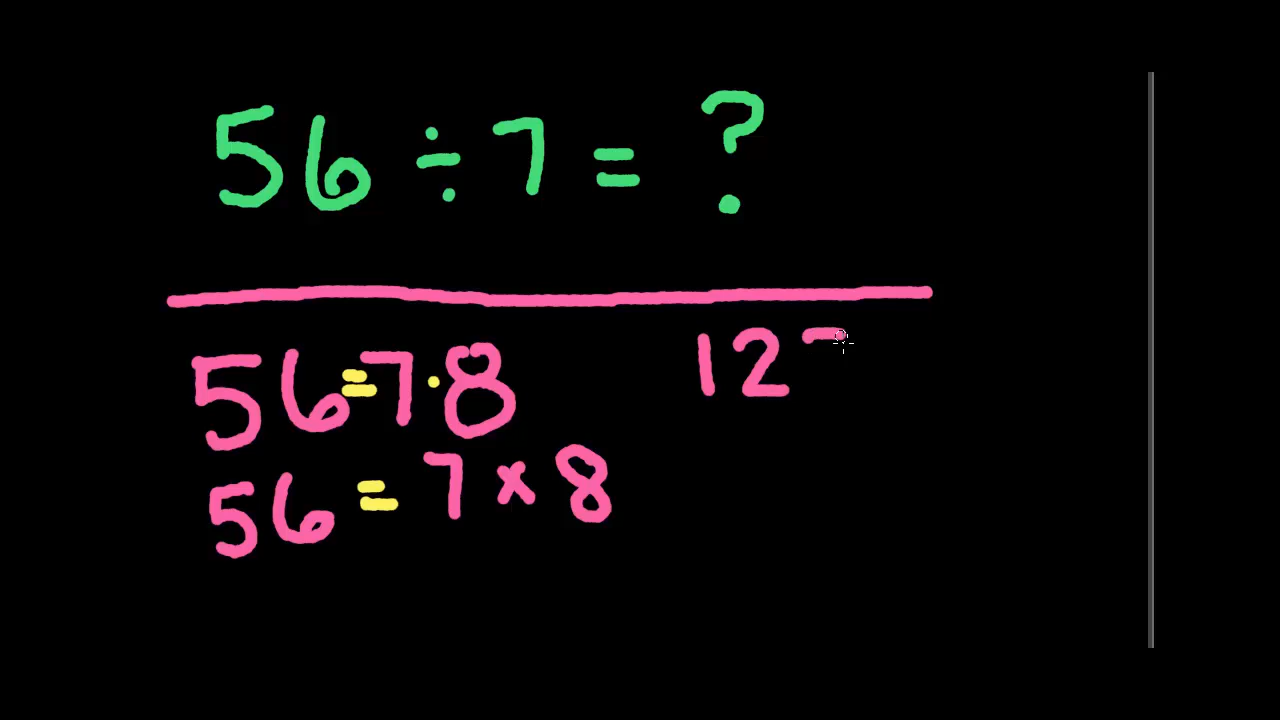 56 ÷ 7 = ?
56=7·8
12
56 = 7 × 8